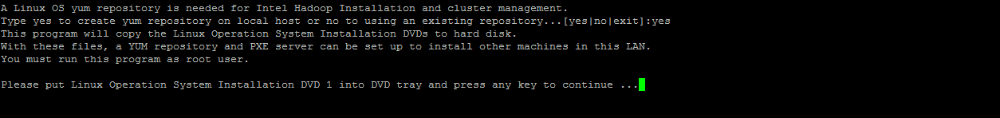 A Linux OS yum repository is needed for Intel Hadoop Installation and cluster management.
Type yes to create yum repository on local host or no to using an existing repository...[yes|no|exit]:yes
This program will copy the Linux Operation System Installation DVDs to hard disk.
With these files, a YUM repository and PXE server can be set up to install other machines in this LAN.
You must run this program as root user.
Please put Linux Operation System Installation DVD 1 into DVD tray and press any key to continue ...